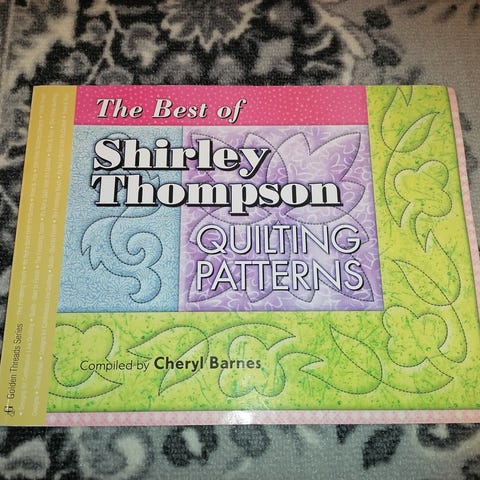 The Best of
Shirley
Thompson
QUILTING
PATTERNS
Compiled by Cheryl Barnes
Golden Threads Series